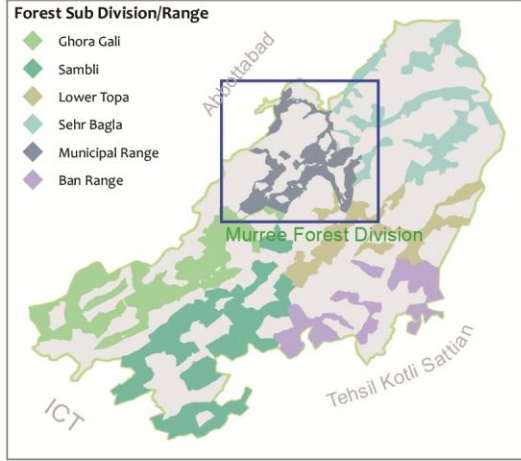 Forest Sub Division/Range
Ghora Gali
Sambli
Lower Topa
Sehr Bagla
Municipal Range
Ban Range
Abbottabad
Murree Forest Division
Tehsil Kotli Sattian
ICT